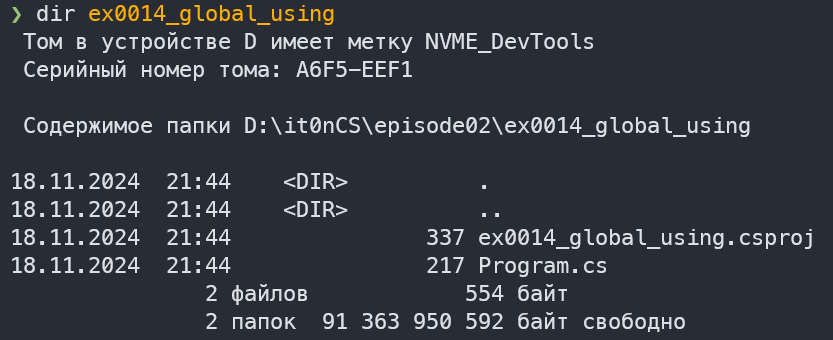 ❯ dir ex0014_global_using
Том в устройстве D имеет метку NVME_DevTools
Серийный номер тома: A6F5-EEF1
Содержимое папки D:\it0nCS\episode02\ex0014_global_using
18.11.2024  21:44    <DIR>          .
18.11.2024  21:44    <DIR>          ..
18.11.2024  21:44               337 ex0014_global_using.csproj
18.11.2024  21:44               217 Program.cs
2 файлов            554 байт
2 папок  91 363 950 592 байт свободно